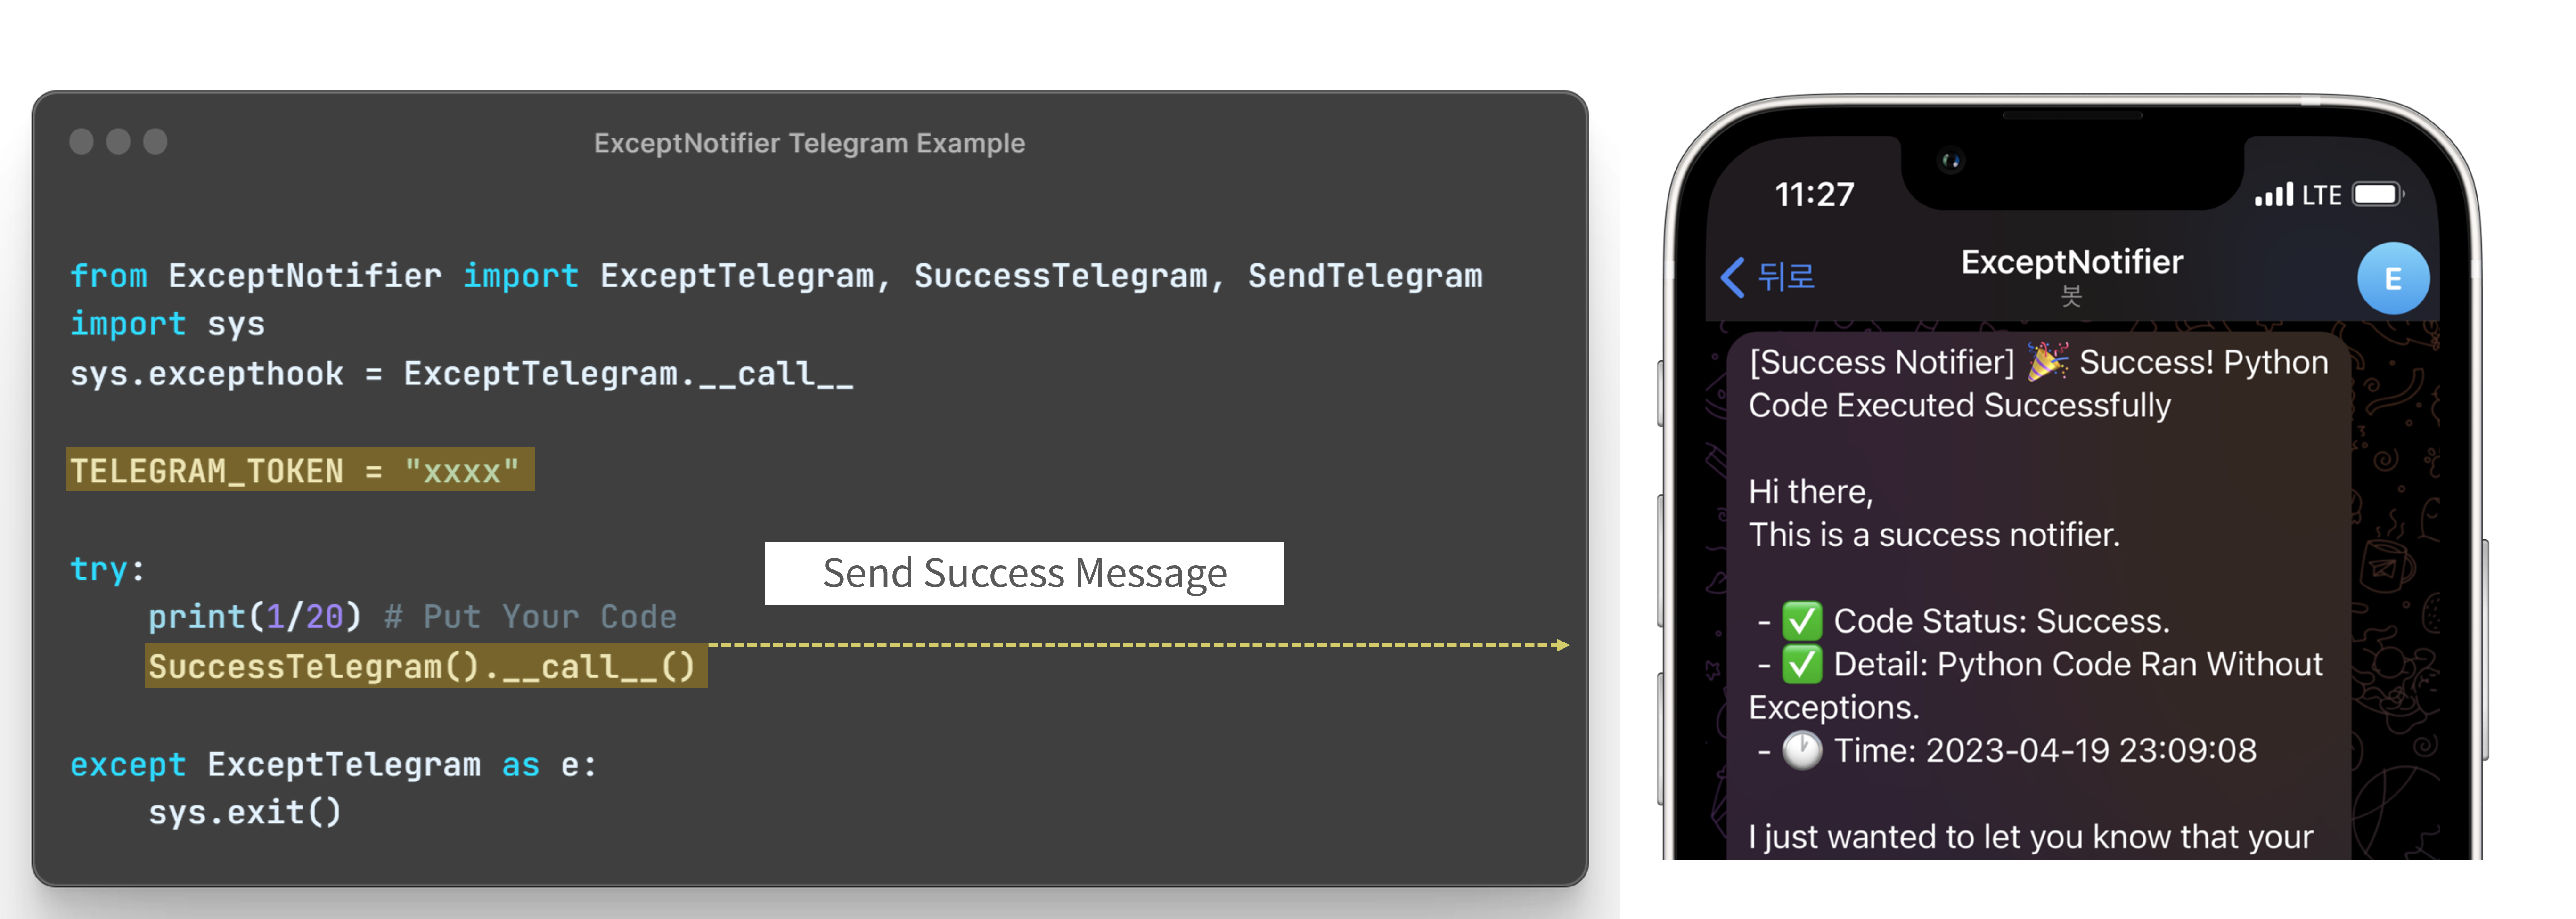 ExceptNotifier Telegram Example
from ExceptNotifier import ExceptTelegram, SuccessTelegram, SendTelegram
import sys
sys.excepthook = ExceptTelegram.__call__
TELEGRAM_TOKEN = "xxxx"
try:
    print(1/20) # Put Your Code
    SuccessTelegram().__call__()
except ExceptTelegram as e:
    sys.exit()
Send Success Message
11:27
LTE
뒤로
ExceptNotifier
봇
E
[Success Notifier] 🎉 Success! Python
Code Executed Successfully
Hi there,
This is a success notifier.
- ✅ Code Status: Success.
- ✅ Detail: Python Code Ran Without
Exceptions.
- 🕐 Time: 2023-04-19 23:09:08
I just wanted to let you know that your